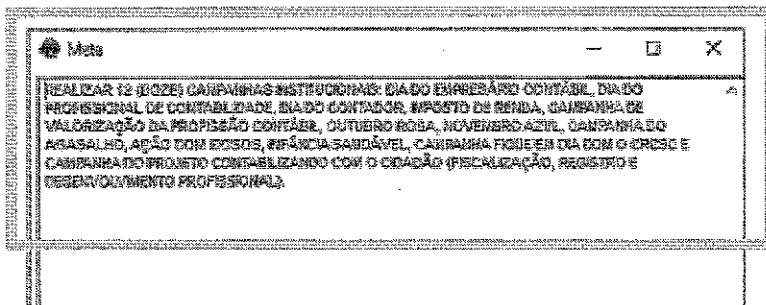 Meta
REALIZAR 12 (DOZE) CAMPANHAS INSTITUCIONAIS: DIA DO EMPRESÁRIO CONTÁBIL, DIA DO
PROFISSIONAL DE CONTABILIDADE, DIA DO CONTADOR, IMPOSTO DE RENDA, CAMPANHA DE
VALORIZAÇÃO DA PROFISSÃO CONTÁBIL, OUTUBRO ROSA, NOVEMBRO AZUL, CAMPANHA DO
AGASALHO, AÇÃO COM IDOSOS, INFÂNCIA SAUDÁVEL, CAMPANHA FIQUE EM DIA COM O CRCSC E
CAMPANHA DO PROJETO CONTABILIZANDO COM O CIDADÃO (FISCALIZAÇÃO, REGISTRO E
DESENVOLVIMENTO PROFISSIONAL).